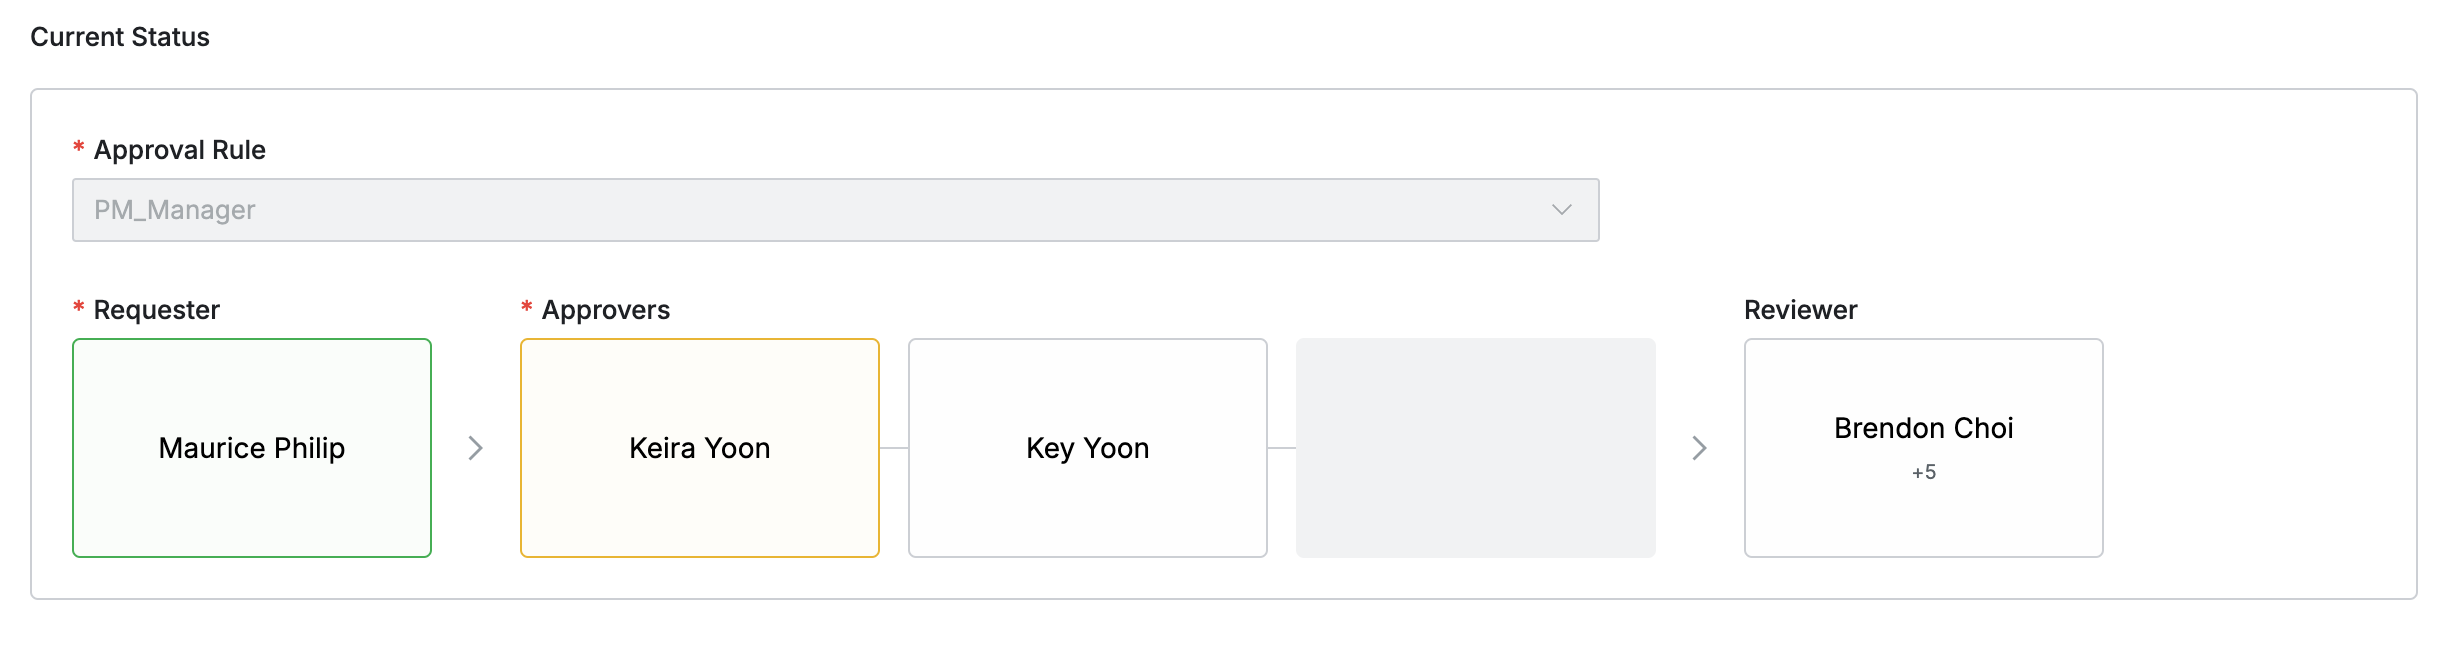 Current Status
* Approval Rule
PM_Manager
* Requester
* Approvers
Reviewer
Maurice Philip
Keira Yoon
Key Yoon
Brendon Choi
+5